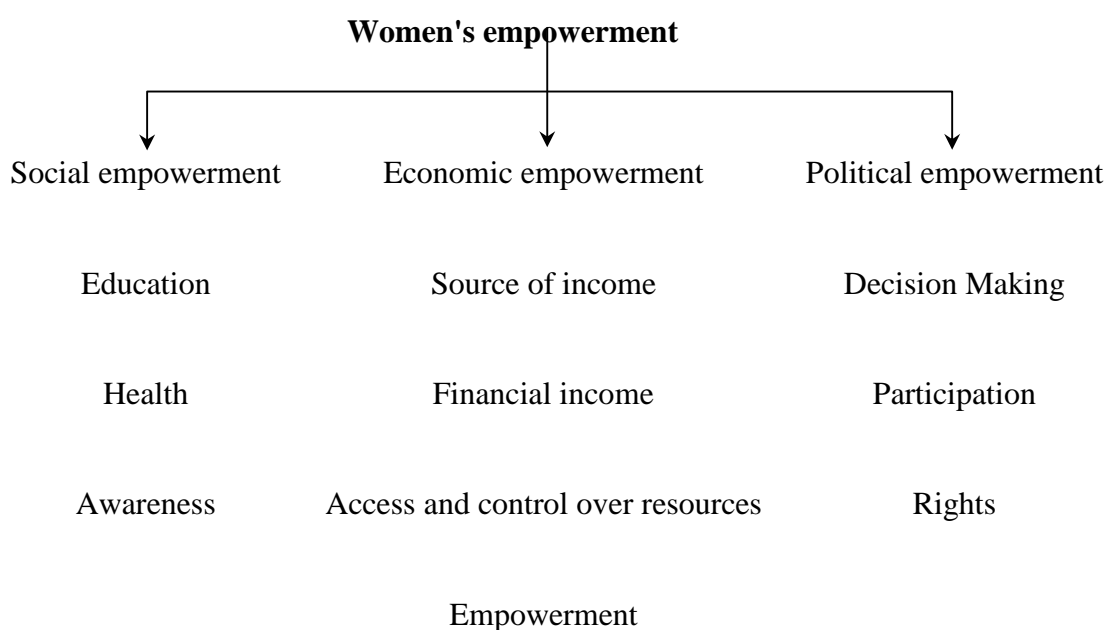 Women's empowerment
Social empowerment Economic empowerment Political empowerment
Education Source of income Decision Making
Health Financial income Participation
Awareness Access and control over resources Rights
Empowerment